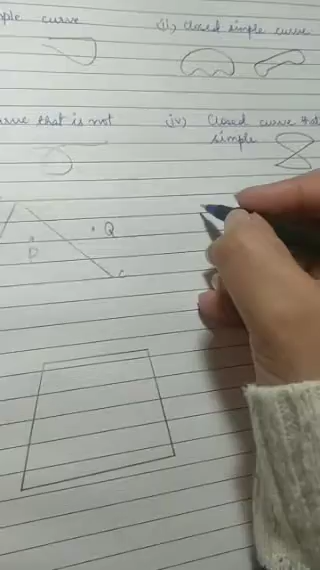 ple curve
(ii) Closed simple curve
curve that is not
(iv) Closed curve that
simple
Q
P
C